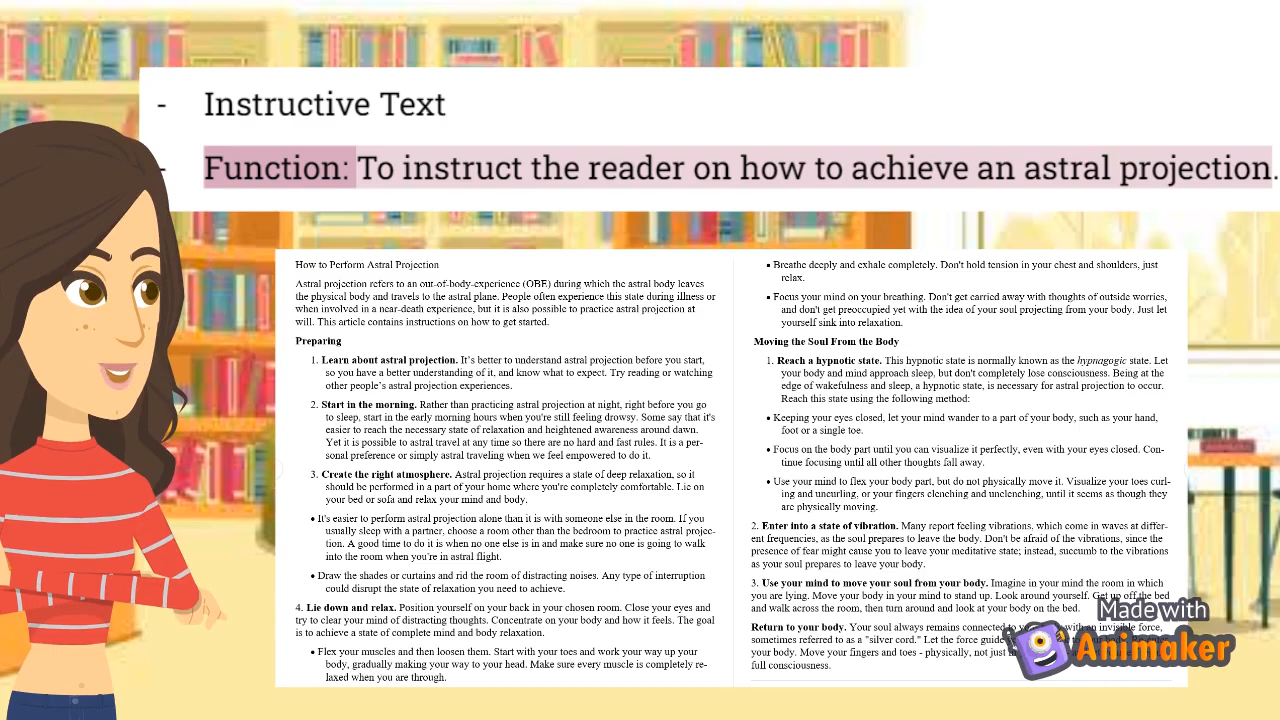 - Instructive Text
- Function: To instruct the reader on how to achieve an astral projection.
How to Perform Astral Projection
Astral projection refers to an out-of-body-experience (OBE) during which the astral body leaves
the physical body and travels to the astral plane. People often experience this state during illness or
when involved in a near-death experience, but it is also possible to practice astral projection at
will. This article contains instructions on how to get started.
Preparing
1. Learn about astral projection. It's better to understand astral projection before you start,
so you have a better understanding of it, and know what to expect. Try reading or watching
other people's astral projection experiences.
2. Start in the morning. Rather than practicing astral projection at night, right before you go
to sleep, start in the early morning hours when you're still feeling drowsy. Some say that it's
easier to reach the necessary state of relaxation and heightened awareness around dawn.
Yet it is possible to astral travel at any time so there are no hard and fast rules. It is a per-
sonal preference or simply astral traveling when we feel empowered to do it.
3. Create the right atmosphere. Astral projection requires a state of deep relaxation, so it
should be performed in a part of your home where you're completely comfortable. Lie on
your bed or sofa and relax your mind and body.
• It's easier to perform astral projection alone than it is with someone else in the room. If you
usually sleep with a partner, choose a room other than the bedroom to practice astral projec-
tion. A good time to do it is when no one else is in and make sure no one is going to walk
into the room when you're in astral flight.
• Draw the shades or curtains and rid the room of distracting noises. Any type of interruption
could disrupt the state of relaxation you need to achieve.
4. Lie down and relax. Position yourself on your back in your chosen room. Close your eyes and
try to clear your mind of distracting thoughts. Concentrate on your body and how it feels. The goal
is to achieve a state of complete mind and body relaxation.
• Flex your muscles and then loosen them. Start with your toes and work your way up your
body, gradually making your way to your head. Make sure every muscle is completely re-
laxed when you are through.
▪ Breathe deeply and exhale completely. Don't hold tension in your chest and shoulders, just
relax.
▪ Focus your mind on your breathing. Don't get carried away with thoughts of outside worries,
and don't get preoccupied yet with the idea of your soul projecting from your body. Just let
yourself sink into relaxation.
Moving the Soul From the Body
1. Reach a hypnotic state. This hypnotic state is normally known as the hypnagogic state. Let
your body and mind approach sleep, but don't completely lose consciousness. Being at the
edge of wakefulness and sleep, a hypnotic state, is necessary for astral projection to occur.
Reach this state using the following method:
▪ Keeping your eyes closed, let your mind wander to a part of your body, such as your hand,
foot or a single toe.
▪ Focus on the body part until you can visualize it perfectly, even with your eyes closed. Con-
tinue focusing until all other thoughts fall away.
▪ Use your mind to flex your body part, but do not physically move it. Visualize your toes curl-
ing and uncurling, or your fingers clenching and unclenching, until it seems as though they
are physically moving.
2. Enter into a state of vibration. Many report feeling vibrations, which come in waves at differ-
ent frequencies, as the soul prepares to leave the body. Don't be afraid of the vibrations, since the
presence of fear might cause you to leave your meditative state; instead, succumb to the vibrations
as your soul prepares to leave your body.
3. Use your mind to move your soul from your body. Imagine in your mind the room in which
you are lying. Move your body in your mind to stand up. Look around yourself. Get up off the bed
and walk across the room, then turn around and look at your body on the bed.
Return to your body. Your soul always remains connected to with an invisible force,
sometimes referred to as a "silver cord." Let the force guide
your body. Move your fingers and toes - physically, not just in
full consciousness.
Made with
Animaker